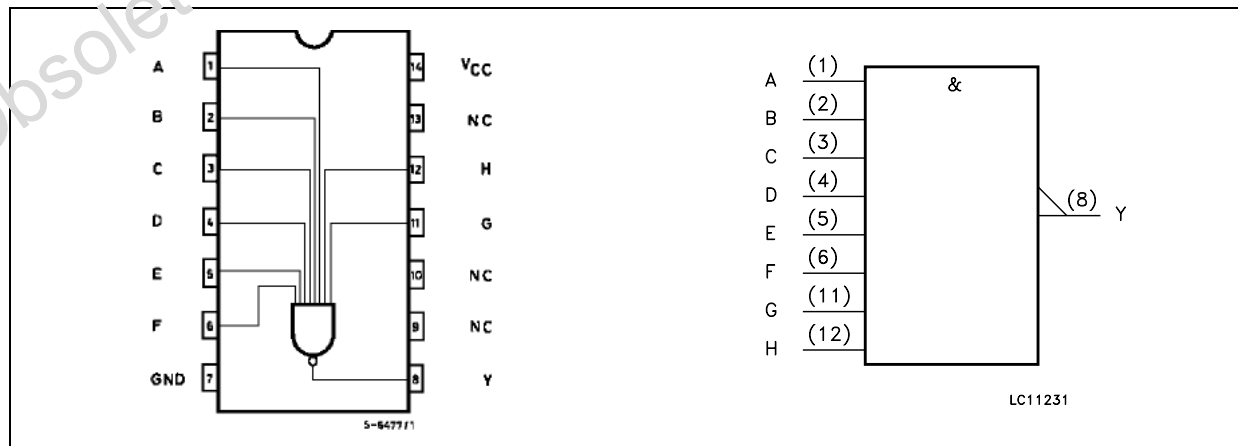 Obsolet
A 1 14 VCC
B 2 13 NC
C 3 12 H
D 4 11 G
E 5 10 NC
F 6 9 NC
GND 7 8 Y
S-6477/1
&
A (1)
B (2)
C (3)
D (4)
(8) Y
E (5)
F (6)
G (11)
H (12)
LC11231